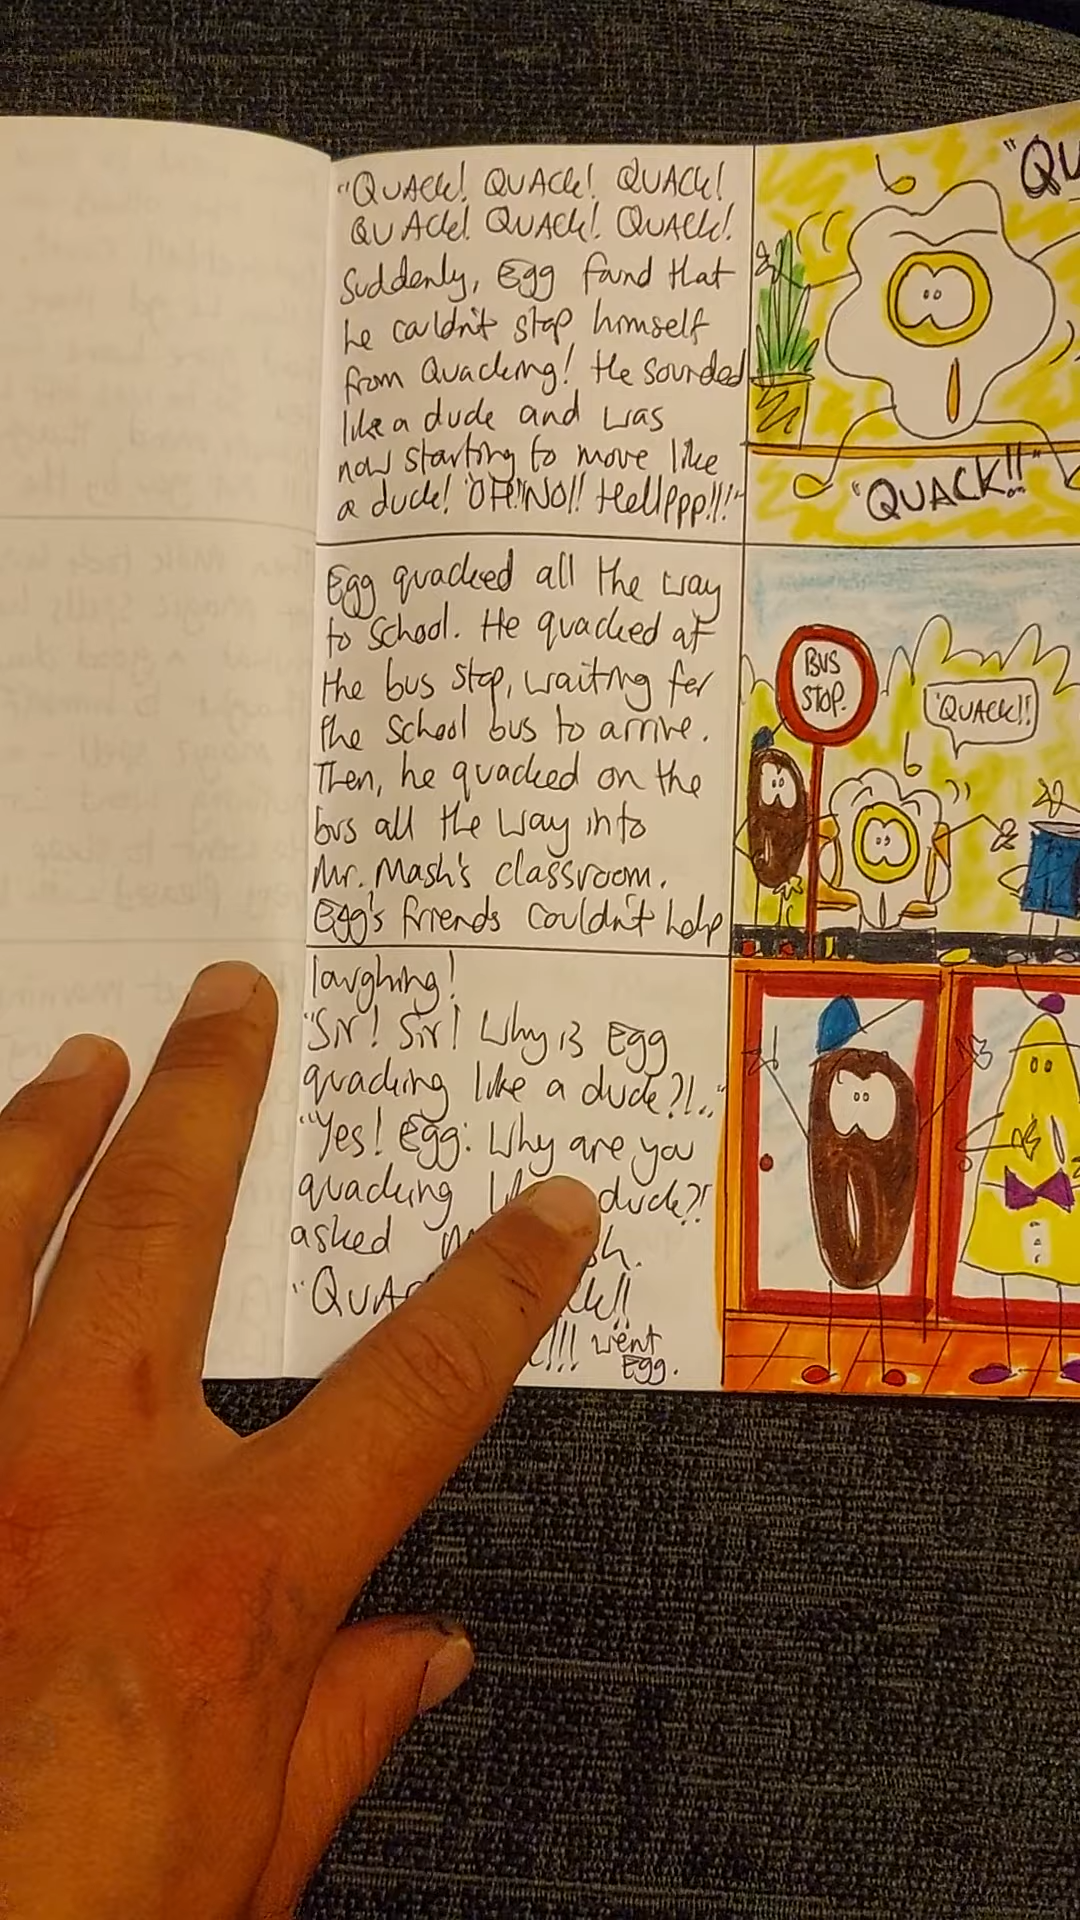 "QUACK! QUACK! QUACK!
QUACK! QUACK! QUACK!
Suddenly, Egg found that
he couldn't stop himself
from Quacking! He sounded
like a dude and was
now starting to move like
a dude! "OH! NO!! Hellppp!!!"
Egg quacked all the way
to School. He quacked at
the bus stop, waiting for
the School bus to arrive.
Then, he quacked on the
bus all the way into
Mr. Mash's classroom.
Egg's friends couldn't help
laughing!
"Sir! Sir! Why is Egg
quacking like a dude?!.."
"Yes! Egg: Why are you
quacking dude?!
asked
went
Egg.
"QUACK!!"
BUS
STOP.
"QUACK!!